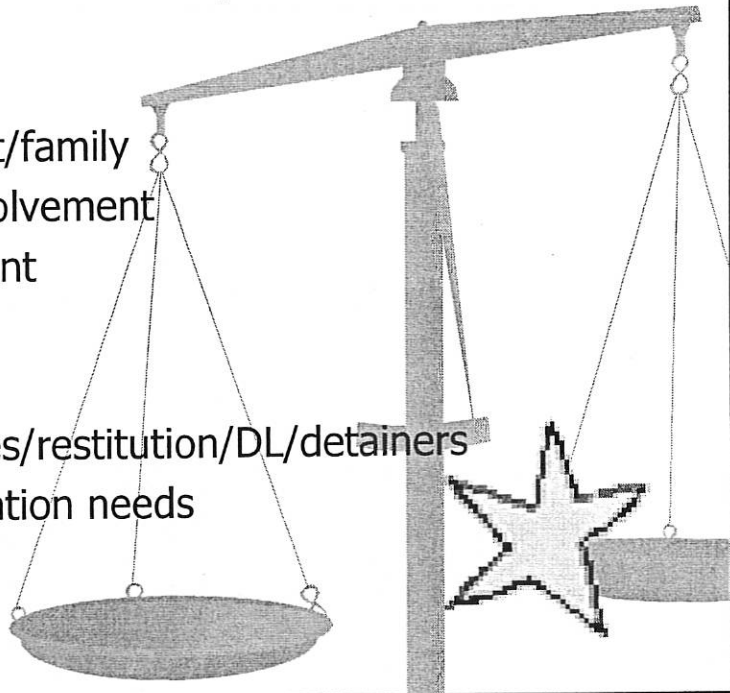 t/family
olvement
nt
es/restitution/DL/detainers
ation needs